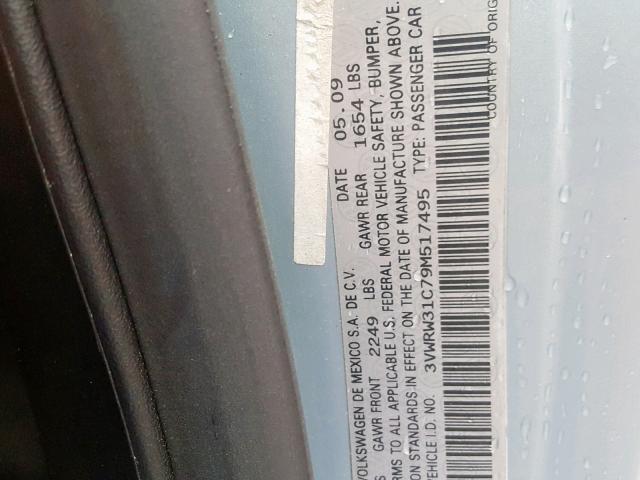 VOLKSWAGEN DE MEXICO S.A. DE C.V. DATE 05.09
GAWR FRONT 2249 LBS GAWR REAR 1654 LBS
TO ALL APPLICABLE U.S. FEDERAL MOTOR VEHICLE SAFETY, BUMPER,
STANDARDS IN EFFECT ON THE DATE OF MANUFACTURE SHOWN ABOVE.
VEHICLE I.D. NO. 3VWRW31C79M517495 TYPE: PASSENGER CAR
COUNTRY OF ORIG